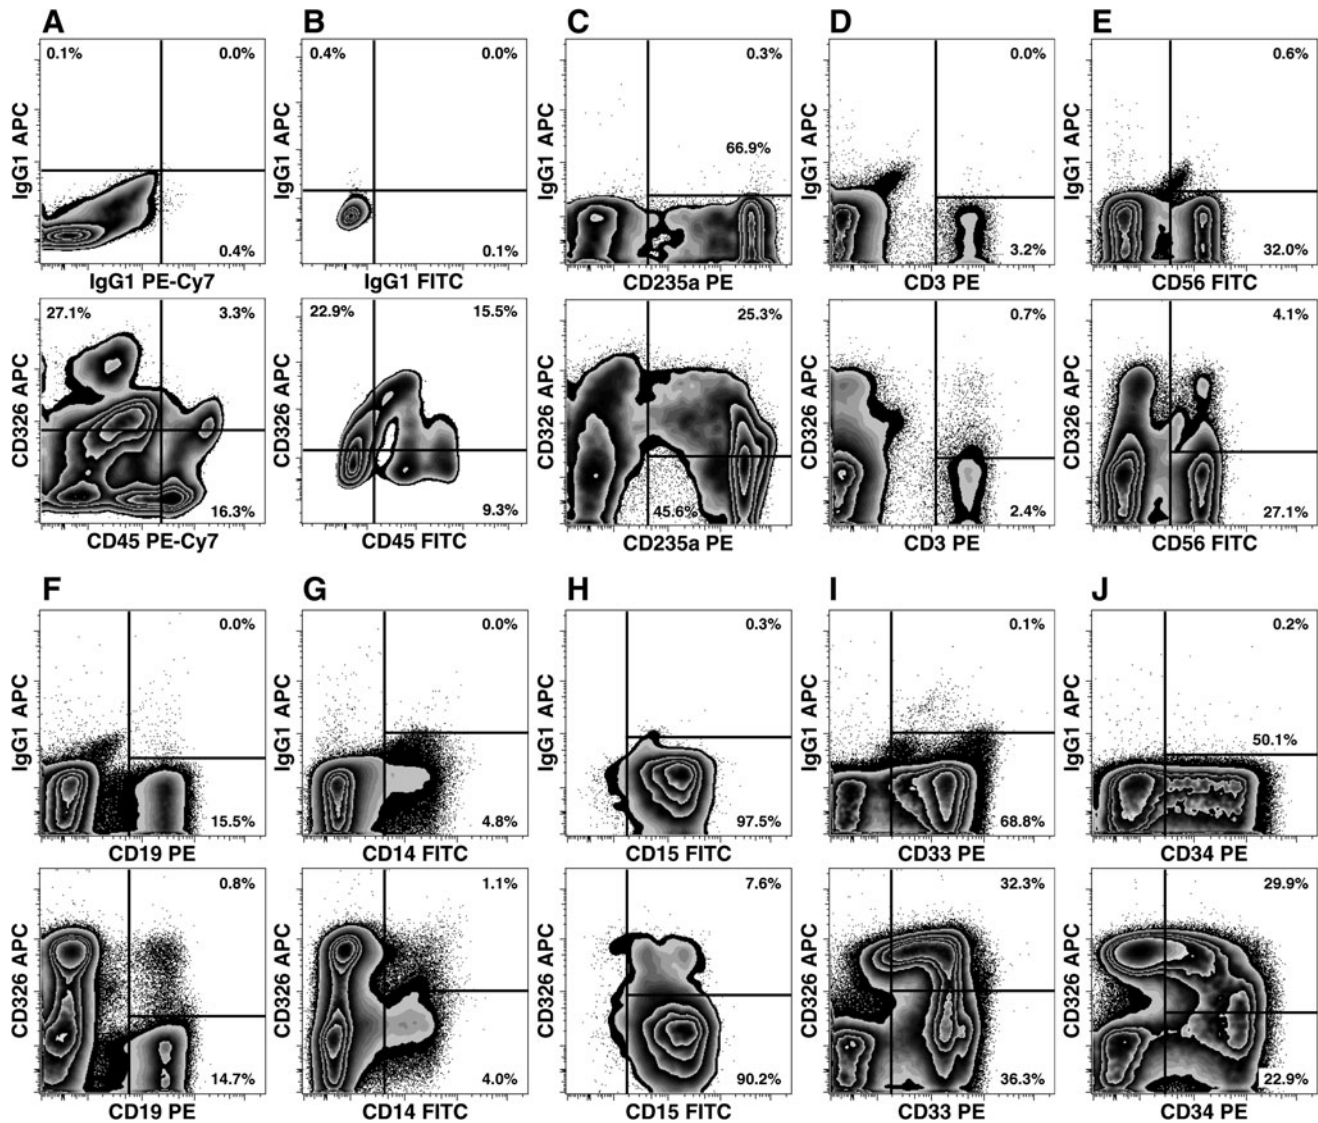 A
B
C
D
E
0.1%
0.0%
0.4%
0.0%
0.3%
0.0%
0.6%
IgG1 APC
IgG1 APC
IgG1 APC
IgG1 APC
IgG1 APC
66.9%
0.4%
0.1%
3.2%
32.0%
IgG1 PE-Cy7
IgG1 FITC
CD235a PE
CD3 PE
CD56 FITC
27.1%
3.3%
22.9%
15.5%
25.3%
0.7%
4.1%
CD326 APC
CD326 APC
CD326 APC
CD326 APC
CD326 APC
16.3%
9.3%
45.6%
2.4%
27.1%
CD45 PE-Cy7
CD45 FITC
CD235a PE
CD3 PE
CD56 FITC
F
G
H
I
J
0.0%
0.0%
0.3%
0.1%
0.2%
IgG1 APC
IgG1 APC
IgG1 APC
IgG1 APC
IgG1 APC
50.1%
15.5%
4.8%
97.5%
68.8%
CD19 PE
CD14 FITC
CD15 FITC
CD33 PE
CD34 PE
0.8%
1.1%
7.6%
32.3%
29.9%
CD326 APC
CD326 APC
CD326 APC
CD326 APC
CD326 APC
14.7%
4.0%
90.2%
36.3%
22.9%
CD19 PE
CD14 FITC
CD15 FITC
CD33 PE
CD34 PE